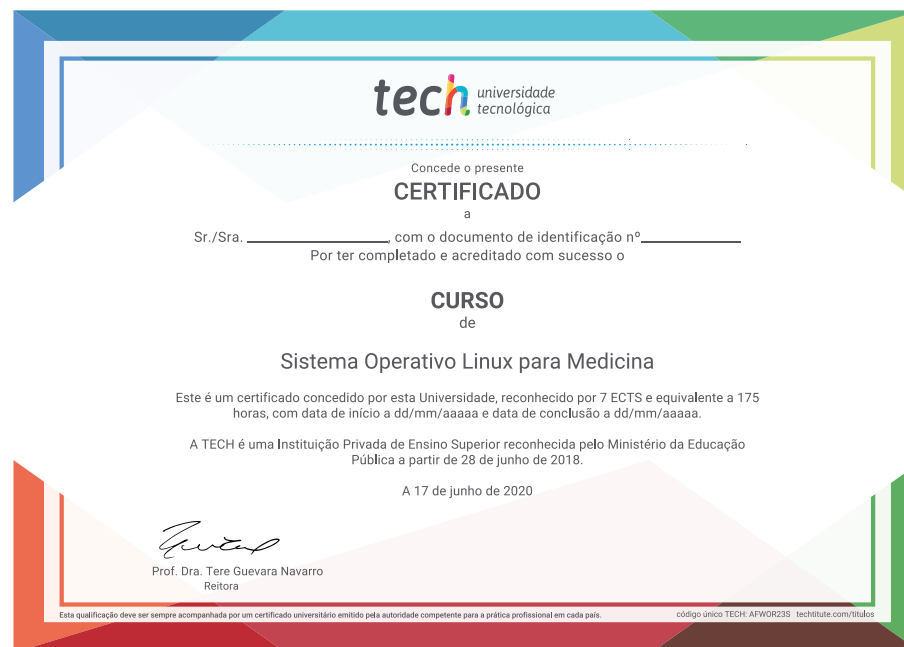 tech universidade
tecnológica
Concede o presente
CERTIFICADO
a
Sr./Sra. ____________________, com o documento de identificação nº______________
Por ter completado e acreditado com sucesso o
CURSO
de
Sistema Operativo Linux para Medicina
Este é um certificado concedido por esta Universidade, reconhecido por 7 ECTS e equivalente a 175
horas, com data de início a dd/mm/aaaaa e data de conclusão a dd/mm/aaaaa.
A TECH é uma Instituição Privada de Ensino Superior reconhecida pelo Ministério da Educação
Pública a partir de 28 de junho de 2018.
A 17 de junho de 2020
Prof. Dra. Tere Guevara Navarro
Reitora
Esta qualificação deve ser sempre acompanhada por um certificado universitário emitido pela autoridade competente para a prática profissional em cada país. código único TECH: AFWOR23S techtitute.com/titulos